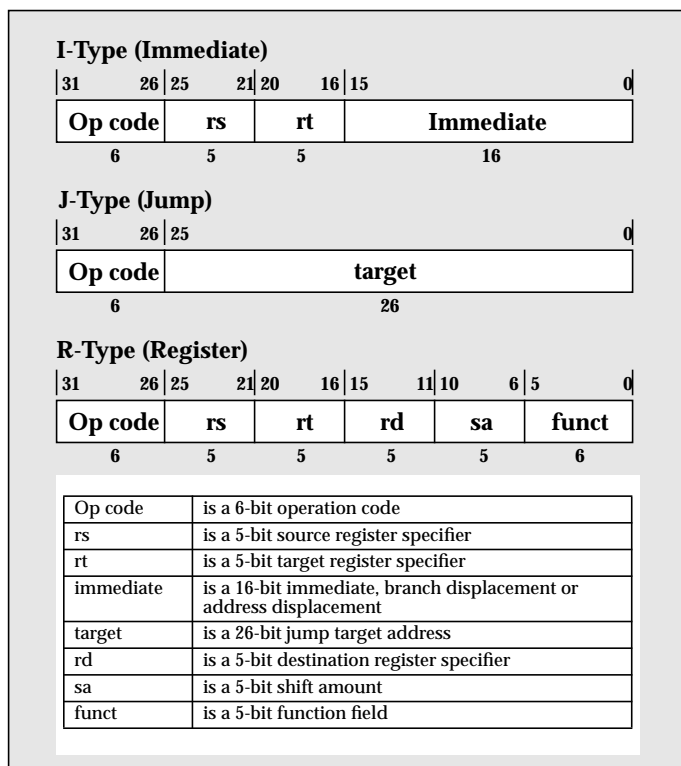 I-Type (Immediate)
31 26 25 21 20 16 15 0
Op code rs rt Immediate
6 5 5 16
J-Type (Jump)
31 26 25 0
Op code target
6 26
R-Type (Register)
31 26 25 21 20 16 15 11 10 6 5 0
Op code rs rt rd sa funct
6 5 5 5 5 6
Op code is a 6-bit operation code
rs is a 5-bit source register specifier
rt is a 5-bit target register specifier
immediate is a 16-bit immediate, branch displacement or
address displacement
target is a 26-bit jump target address
rd is a 5-bit destination register specifier
sa is a 5-bit shift amount
funct is a 5-bit function field